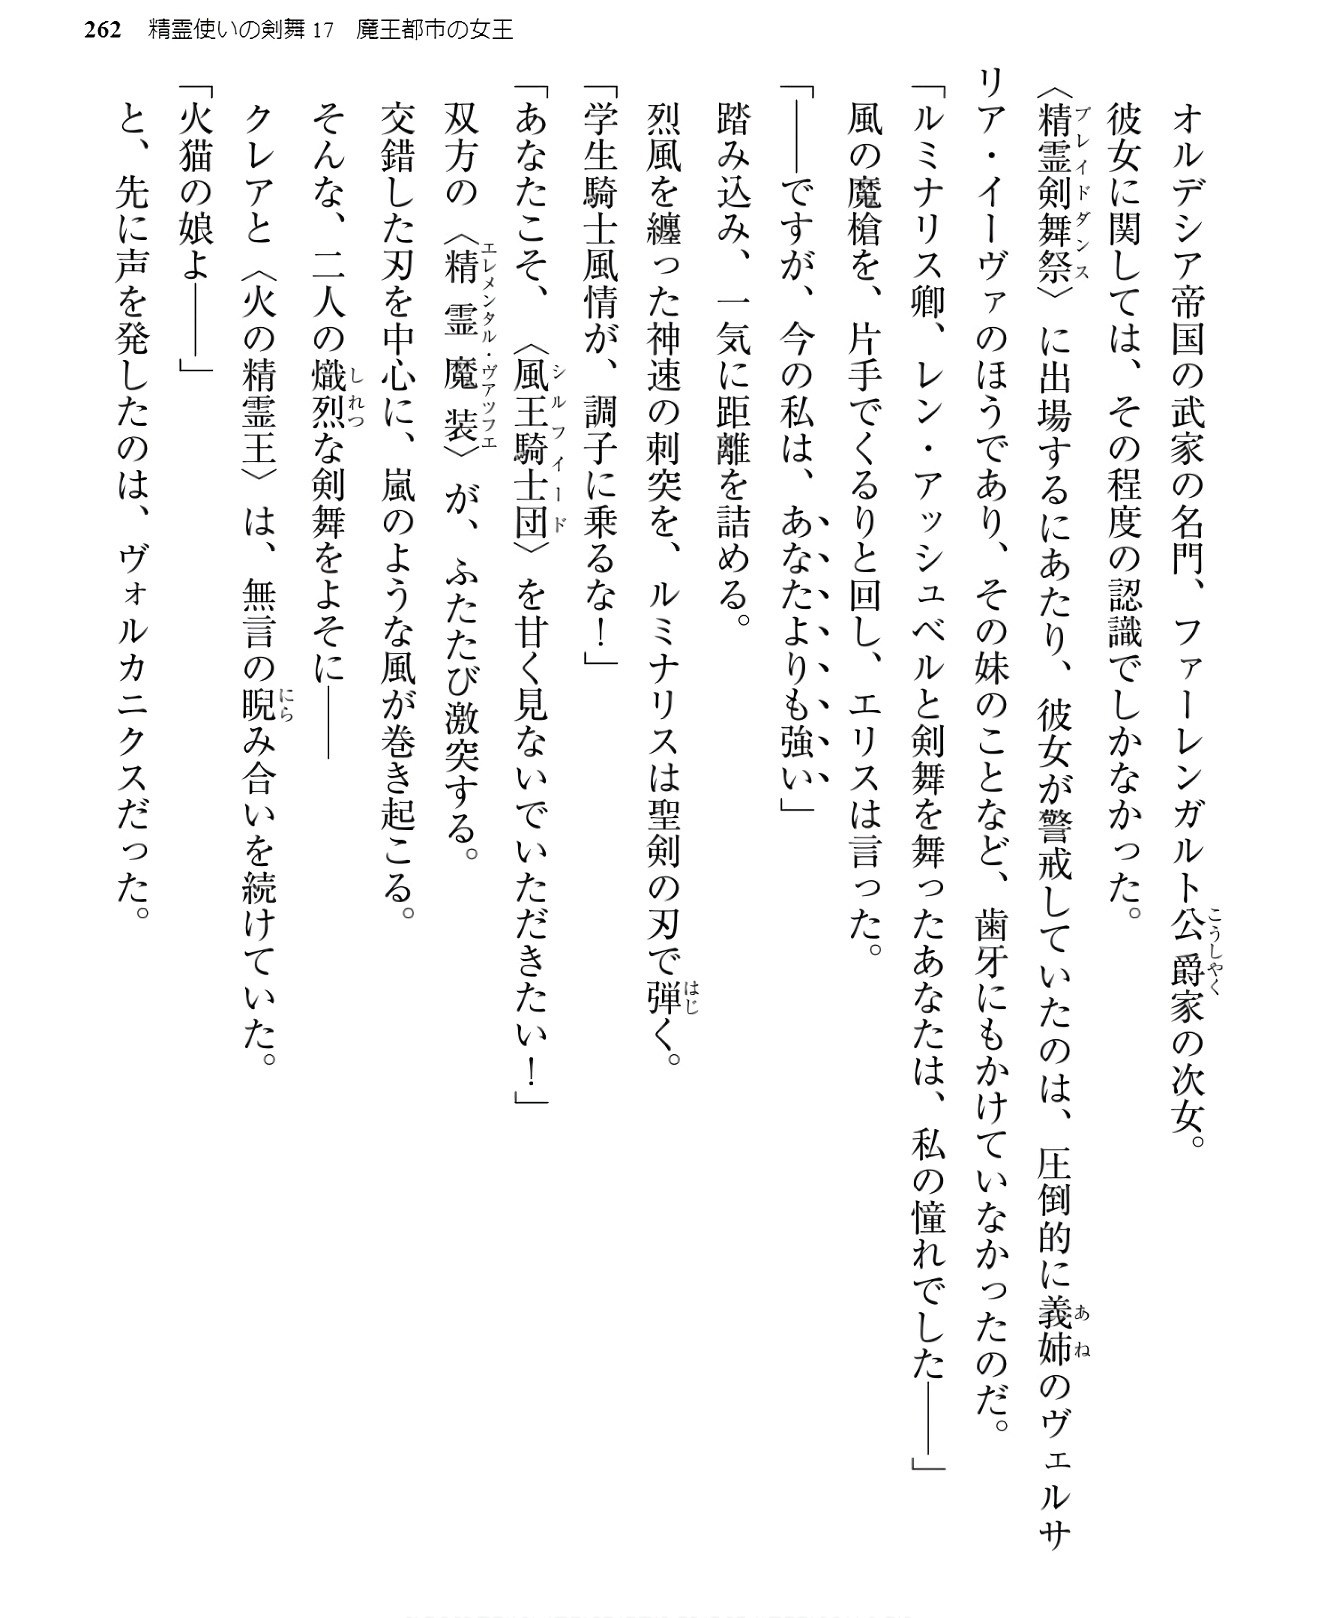 262 精霊使いの剣舞17 魔王都市の女王
オルデシア帝国の武家の名門、ファーレンガルト公爵家の次女。
彼女に関しては、その程度の認識でしかなかった。
〈精霊剣舞祭〉に出場するにあたり、彼女が警戒していたのは、圧倒的に義姉のヴェルサ
リア・イーヴァのほうであり、その妹のことなど、歯牙にもかけていなかったのだ。
「ルミナリス卿、レン・アッシュベルと剣舞を舞ったあなたは、私の憧れでした――」
風の魔槍を、片手でくるりと回し、エリスは言った。
「――ですが、今の私は、あなたよりも強い」
踏み込み、一気に距離を詰める。
烈風を纏った神速の刺突を、ルミナリスは聖剣の刃で弾く。
「学生騎士風情が、調子に乗るな！」
「あなたこそ、〈風王騎士団〉を甘く見ないでいただきたい！」
双方の〈精霊魔装〉が、ふたたび激突する。
交錯した刃を中心に、嵐のような風が巻き起こる。
そんな、二人の熾烈な剣舞をよそに――
クレアと〈火の精霊王〉は、無言の睨み合いを続けていた。
「火猫の娘よ――」
と、先に声を発したのは、ヴォルカニクスだった。